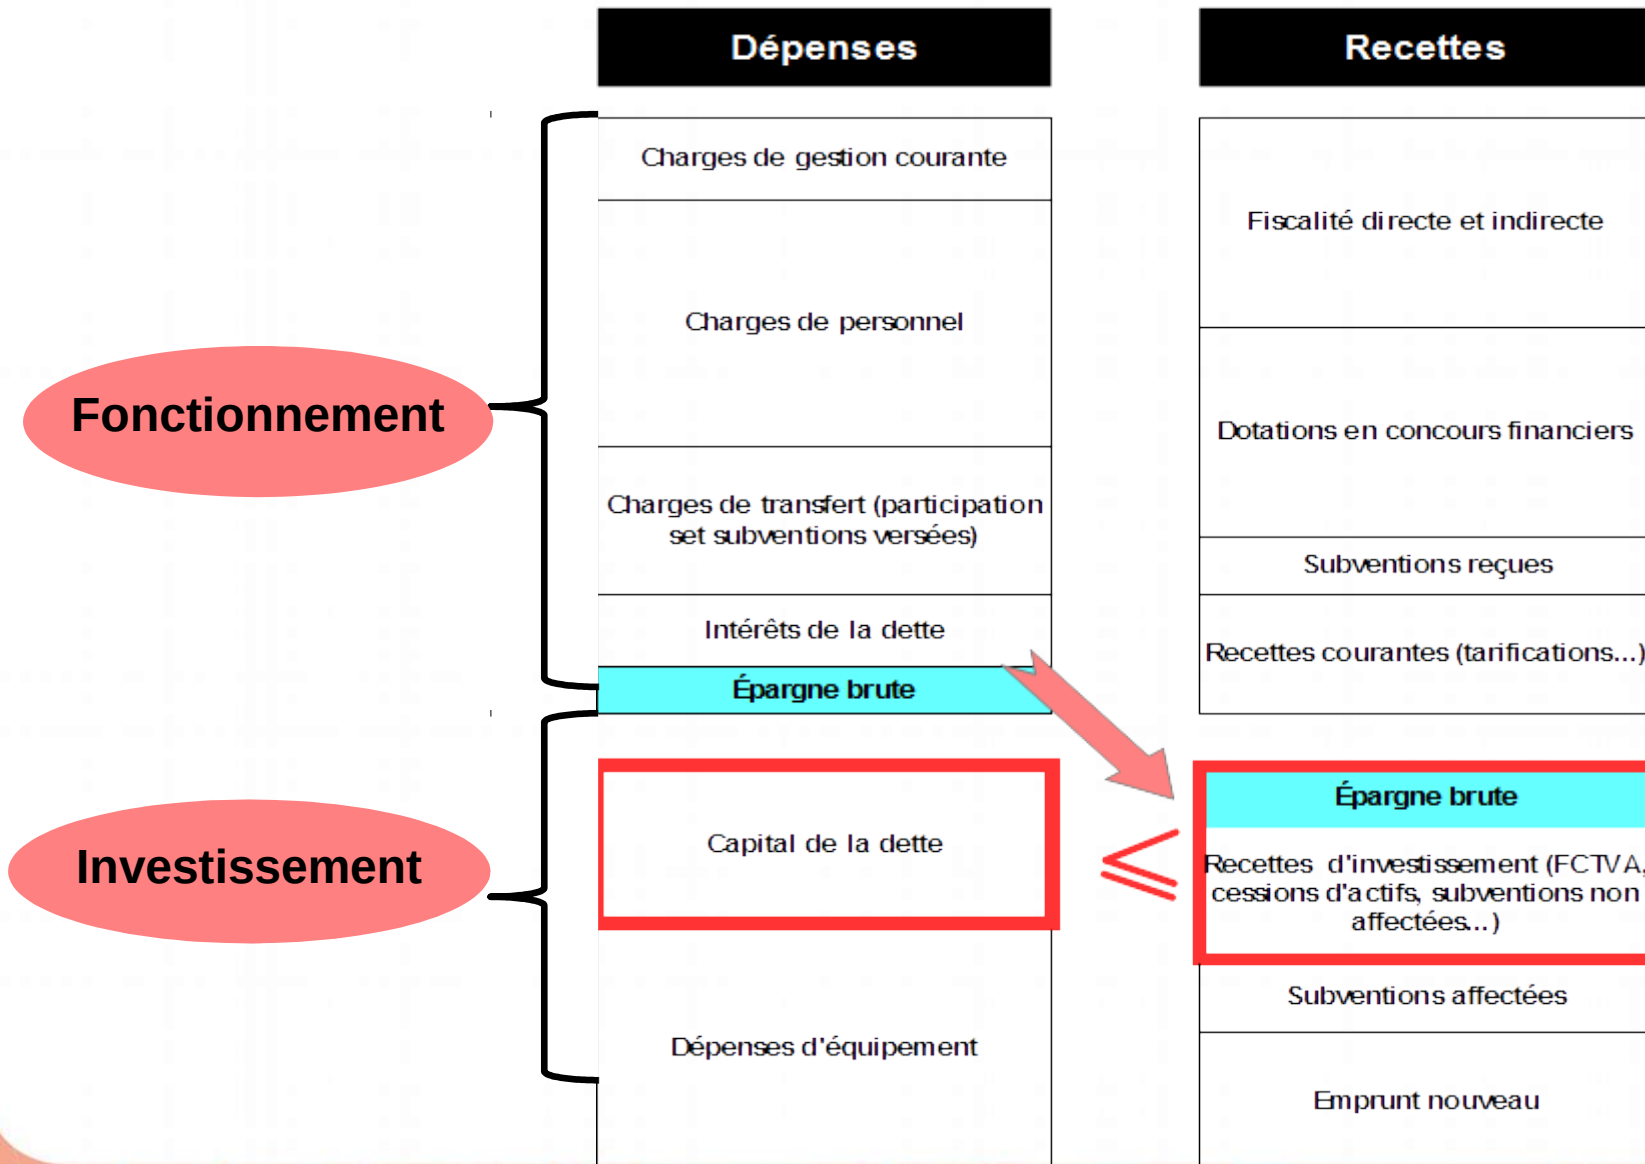 Dépenses
Recettes
Fonctionnement
Charges de gestion courante
Charges de personnel
Charges de transfert (participation
set subventions versées)
Intérêts de la dette
Épargne brute
Fiscalité directe et indirecte
Dotations en concours financiers
Subventions reçues
Recettes courantes (tarifications...)
Investissement
Capital de la dette
Dépenses d'équipement
≤
Épargne brute
Recettes d'investissement (FCTVA,
cessions d'actifs, subventions non
affectées...)
Subventions affectées
Emprunt nouveau